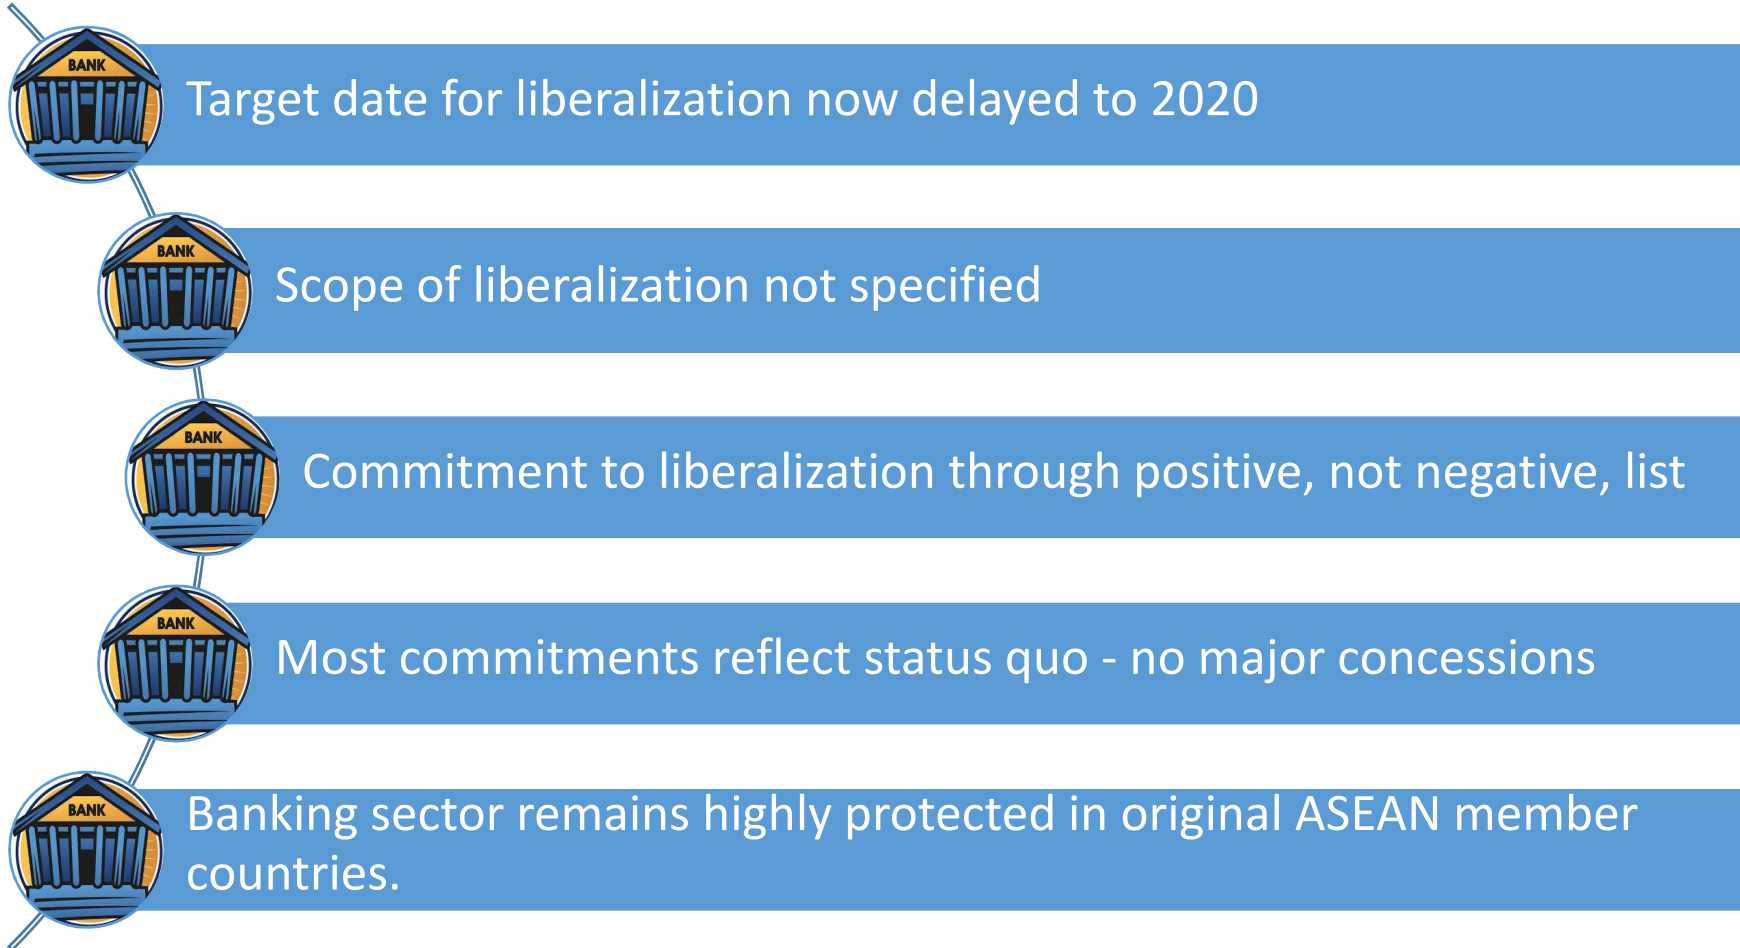 BANK
Target date for liberalization now delayed to 2020
BANK
Scope of liberalization not specified
BANK
Commitment to liberalization through positive, not negative, list
BANK
Most commitments reflect status quo - no major concessions
BANK
Banking sector remains highly protected in original ASEAN member
countries.